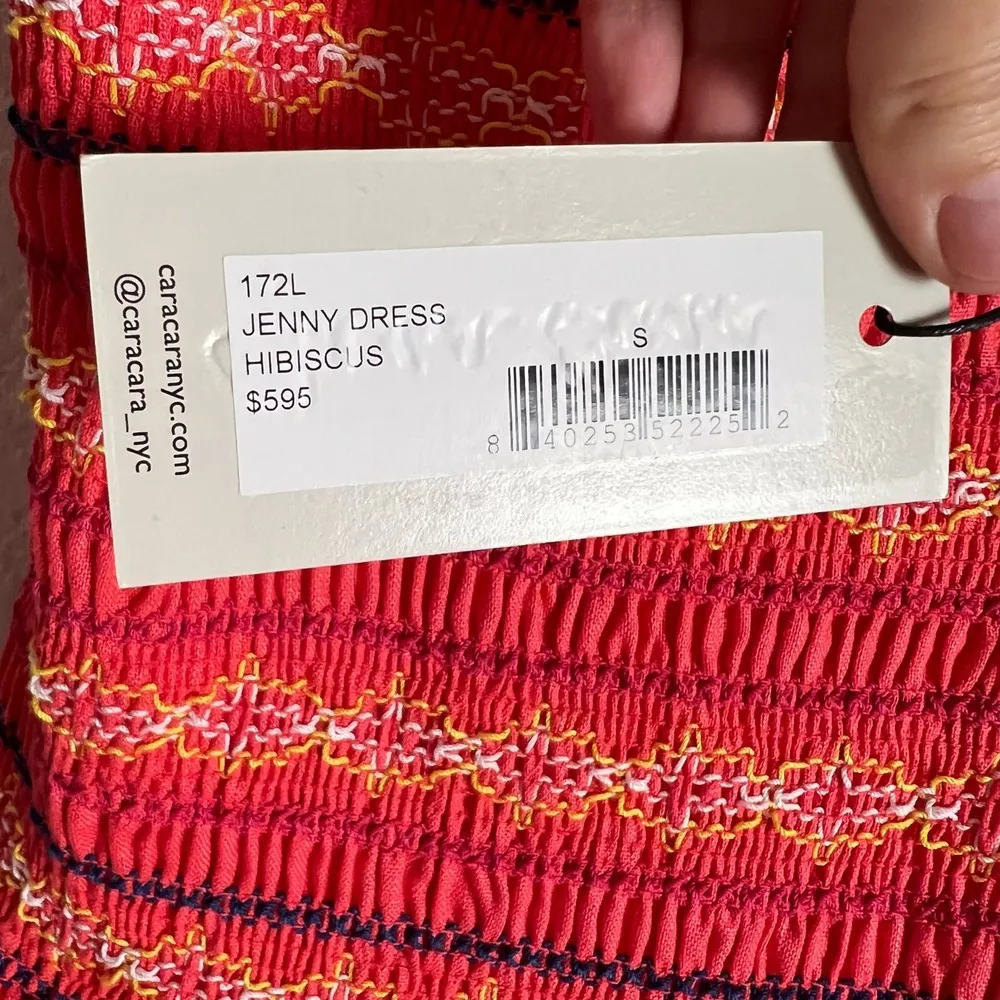 172L
JENNY DRESS
HIBISCUS
$595
S
8 40253 52225 2
caracaranyc.com
@caracara_nyc